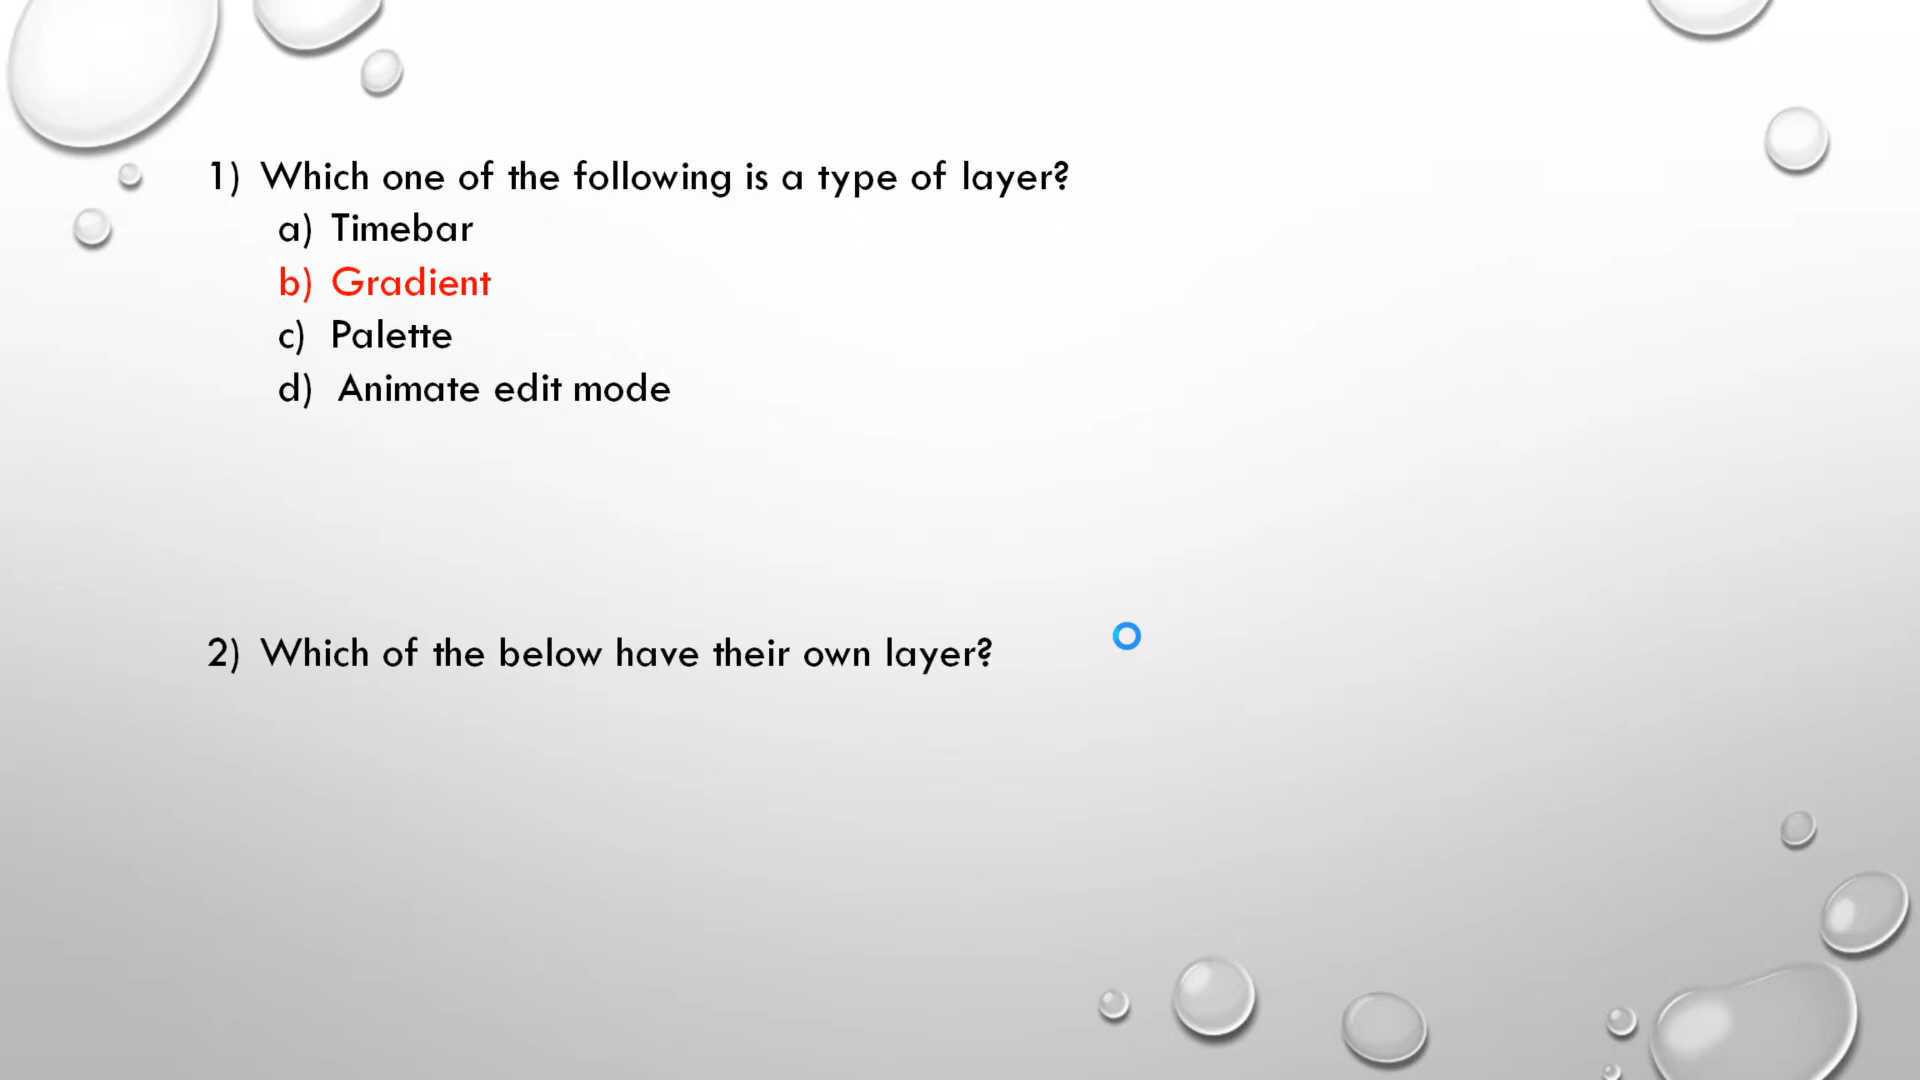 1) Which one of the following is a type of layer?
a) Timebar
b) Gradient
c) Palette
d) Animate edit mode
2) Which of the below have their own layer?